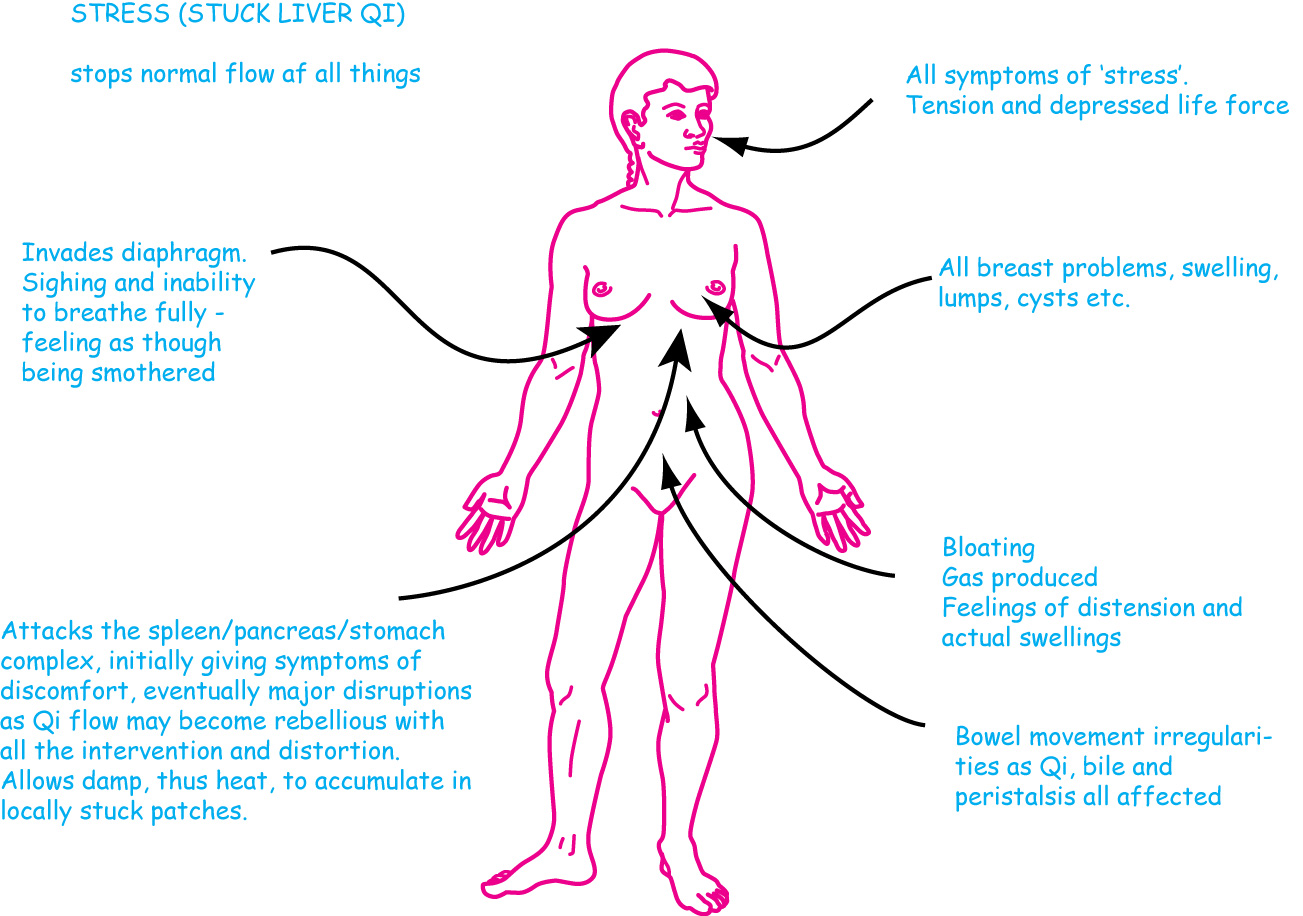 STRESS (STUCK LIVER QI)
stops normal flow af all things
All symptoms of ‘stress’.
Tension and depressed life force
Invades diaphragm.
Sighing and inability
to breathe fully -
feeling as though
being smothered
All breast problems, swelling,
lumps, cysts etc.
Bloating
Gas produced
Feelings of distension and
actual swellings
Attacks the spleen/pancreas/stomach
complex, initially giving symptoms of
discomfort, eventually major disruptions
as Qi flow may become rebellious with
all the intervention and distortion.
Allows damp, thus heat, to accumulate in
locally stuck patches.
Bowel movement irregulari-
ties as Qi, bile and
peristalsis all affected